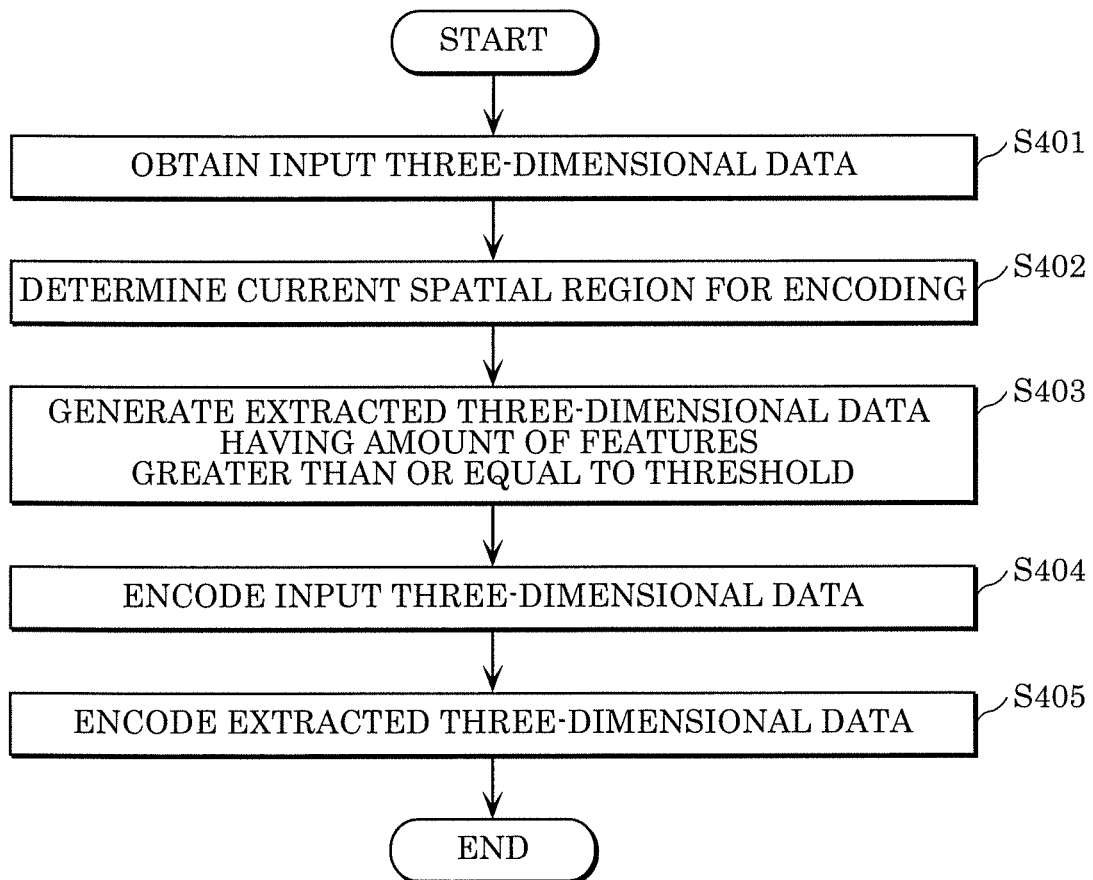 START
OBTAIN INPUT THREE-DIMENSIONAL DATA
S401
DETERMINE CURRENT SPATIAL REGION FOR ENCODING
S402
GENERATE EXTRACTED THREE-DIMENSIONAL DATA
HAVING AMOUNT OF FEATURES
GREATER THAN OR EQUAL TO THRESHOLD
S403
ENCODE INPUT THREE-DIMENSIONAL DATA
S404
ENCODE EXTRACTED THREE-DIMENSIONAL DATA
S405
END